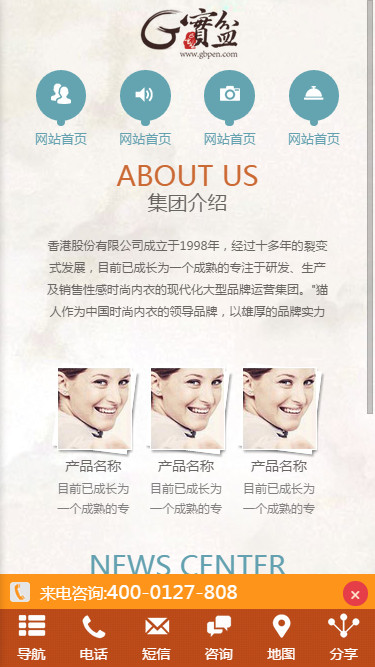 G寳盆
www.gbpen.com
网站首页 网站首页 网站首页 网站首页
ABOUT US
集团介绍
香港股份有限公司成立于1998年，经过十多年的裂变
式发展，目前已成长为一个成熟的专注于研发、生产
及销售性感时尚内衣的现代化大型品牌运营集团。"猫
人作为中国时尚内衣的领导品牌，以雄厚的品牌实力
产品名称 产品名称 产品名称
目前已成长为 目前已成长为 目前已成长为
一个成熟的专 一个成熟的专 一个成熟的专
NEWS CENTER
来电咨询:400-0127-808
导航 电话 短信 咨询 地图 分享